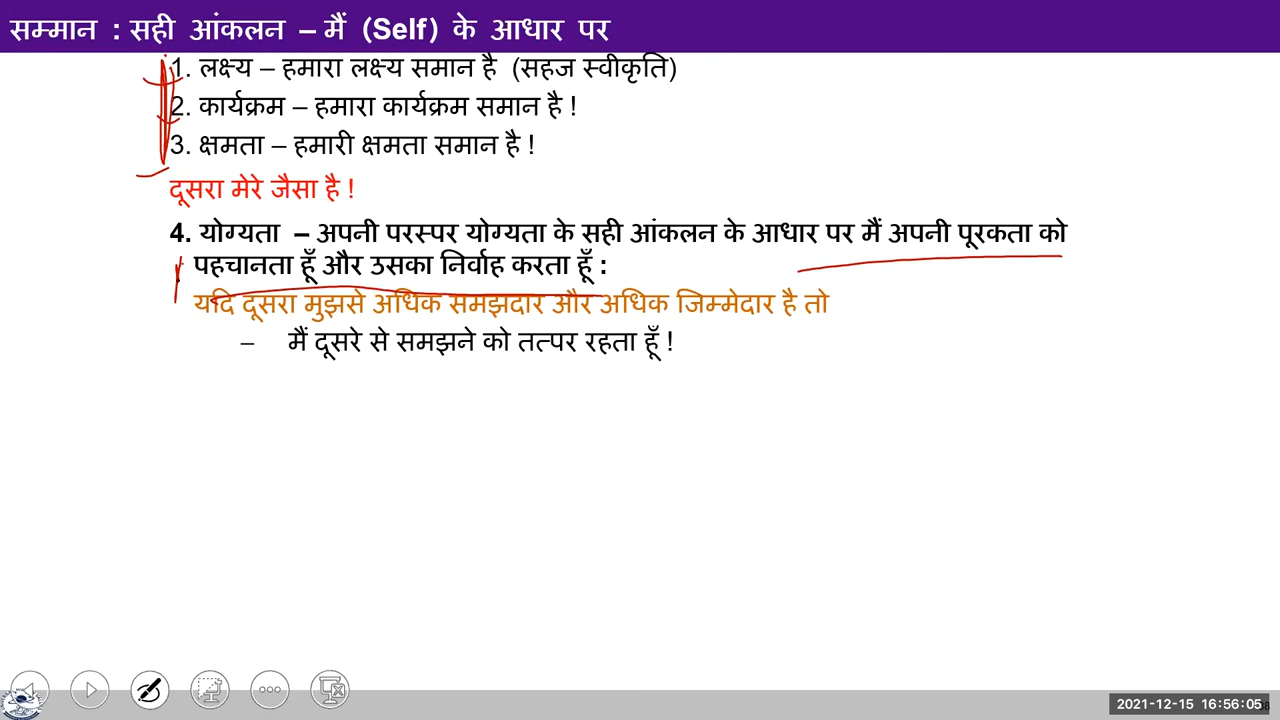 सम्मान : सही आंकलन – मैं (Self) के आधार पर
1. लक्ष्य – हमारा लक्ष्य समान है (सहज स्वीकृति)
2. कार्यक्रम – हमारा कार्यक्रम समान है !
3. क्षमता – हमारी क्षमता समान है !
दूसरा मेरे जैसा है !
4. योग्यता – अपनी परस्पर योग्यता के सही आंकलन के आधार पर मैं अपनी पूरकता को
पहचानता हूँ और उसका निर्वाह करता हूँ :
यदि दूसरा मुझसे अधिक समझदार और अधिक जिम्मेदार है तो
– मैं दूसरे से समझने को तत्पर रहता हूँ !
2021-12-15 16:56:05